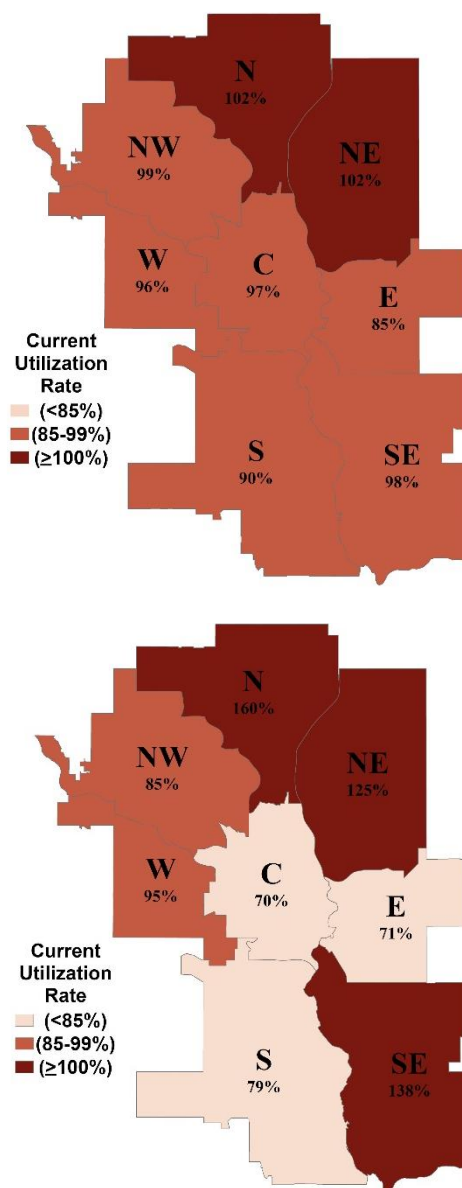 N
102%
NW
99%
NE
102%
W
96%
C
97%
E
85%
Current
Utilization
Rate
(<85%)
(85-99%)
(≥100%)
S
90%
SE
98%
N
160%
NW
85%
NE
125%
W
95%
C
70%
E
71%
Current
Utilization
Rate
(<85%)
(85-99%)
(≥100%)
S
79%
SE
138%